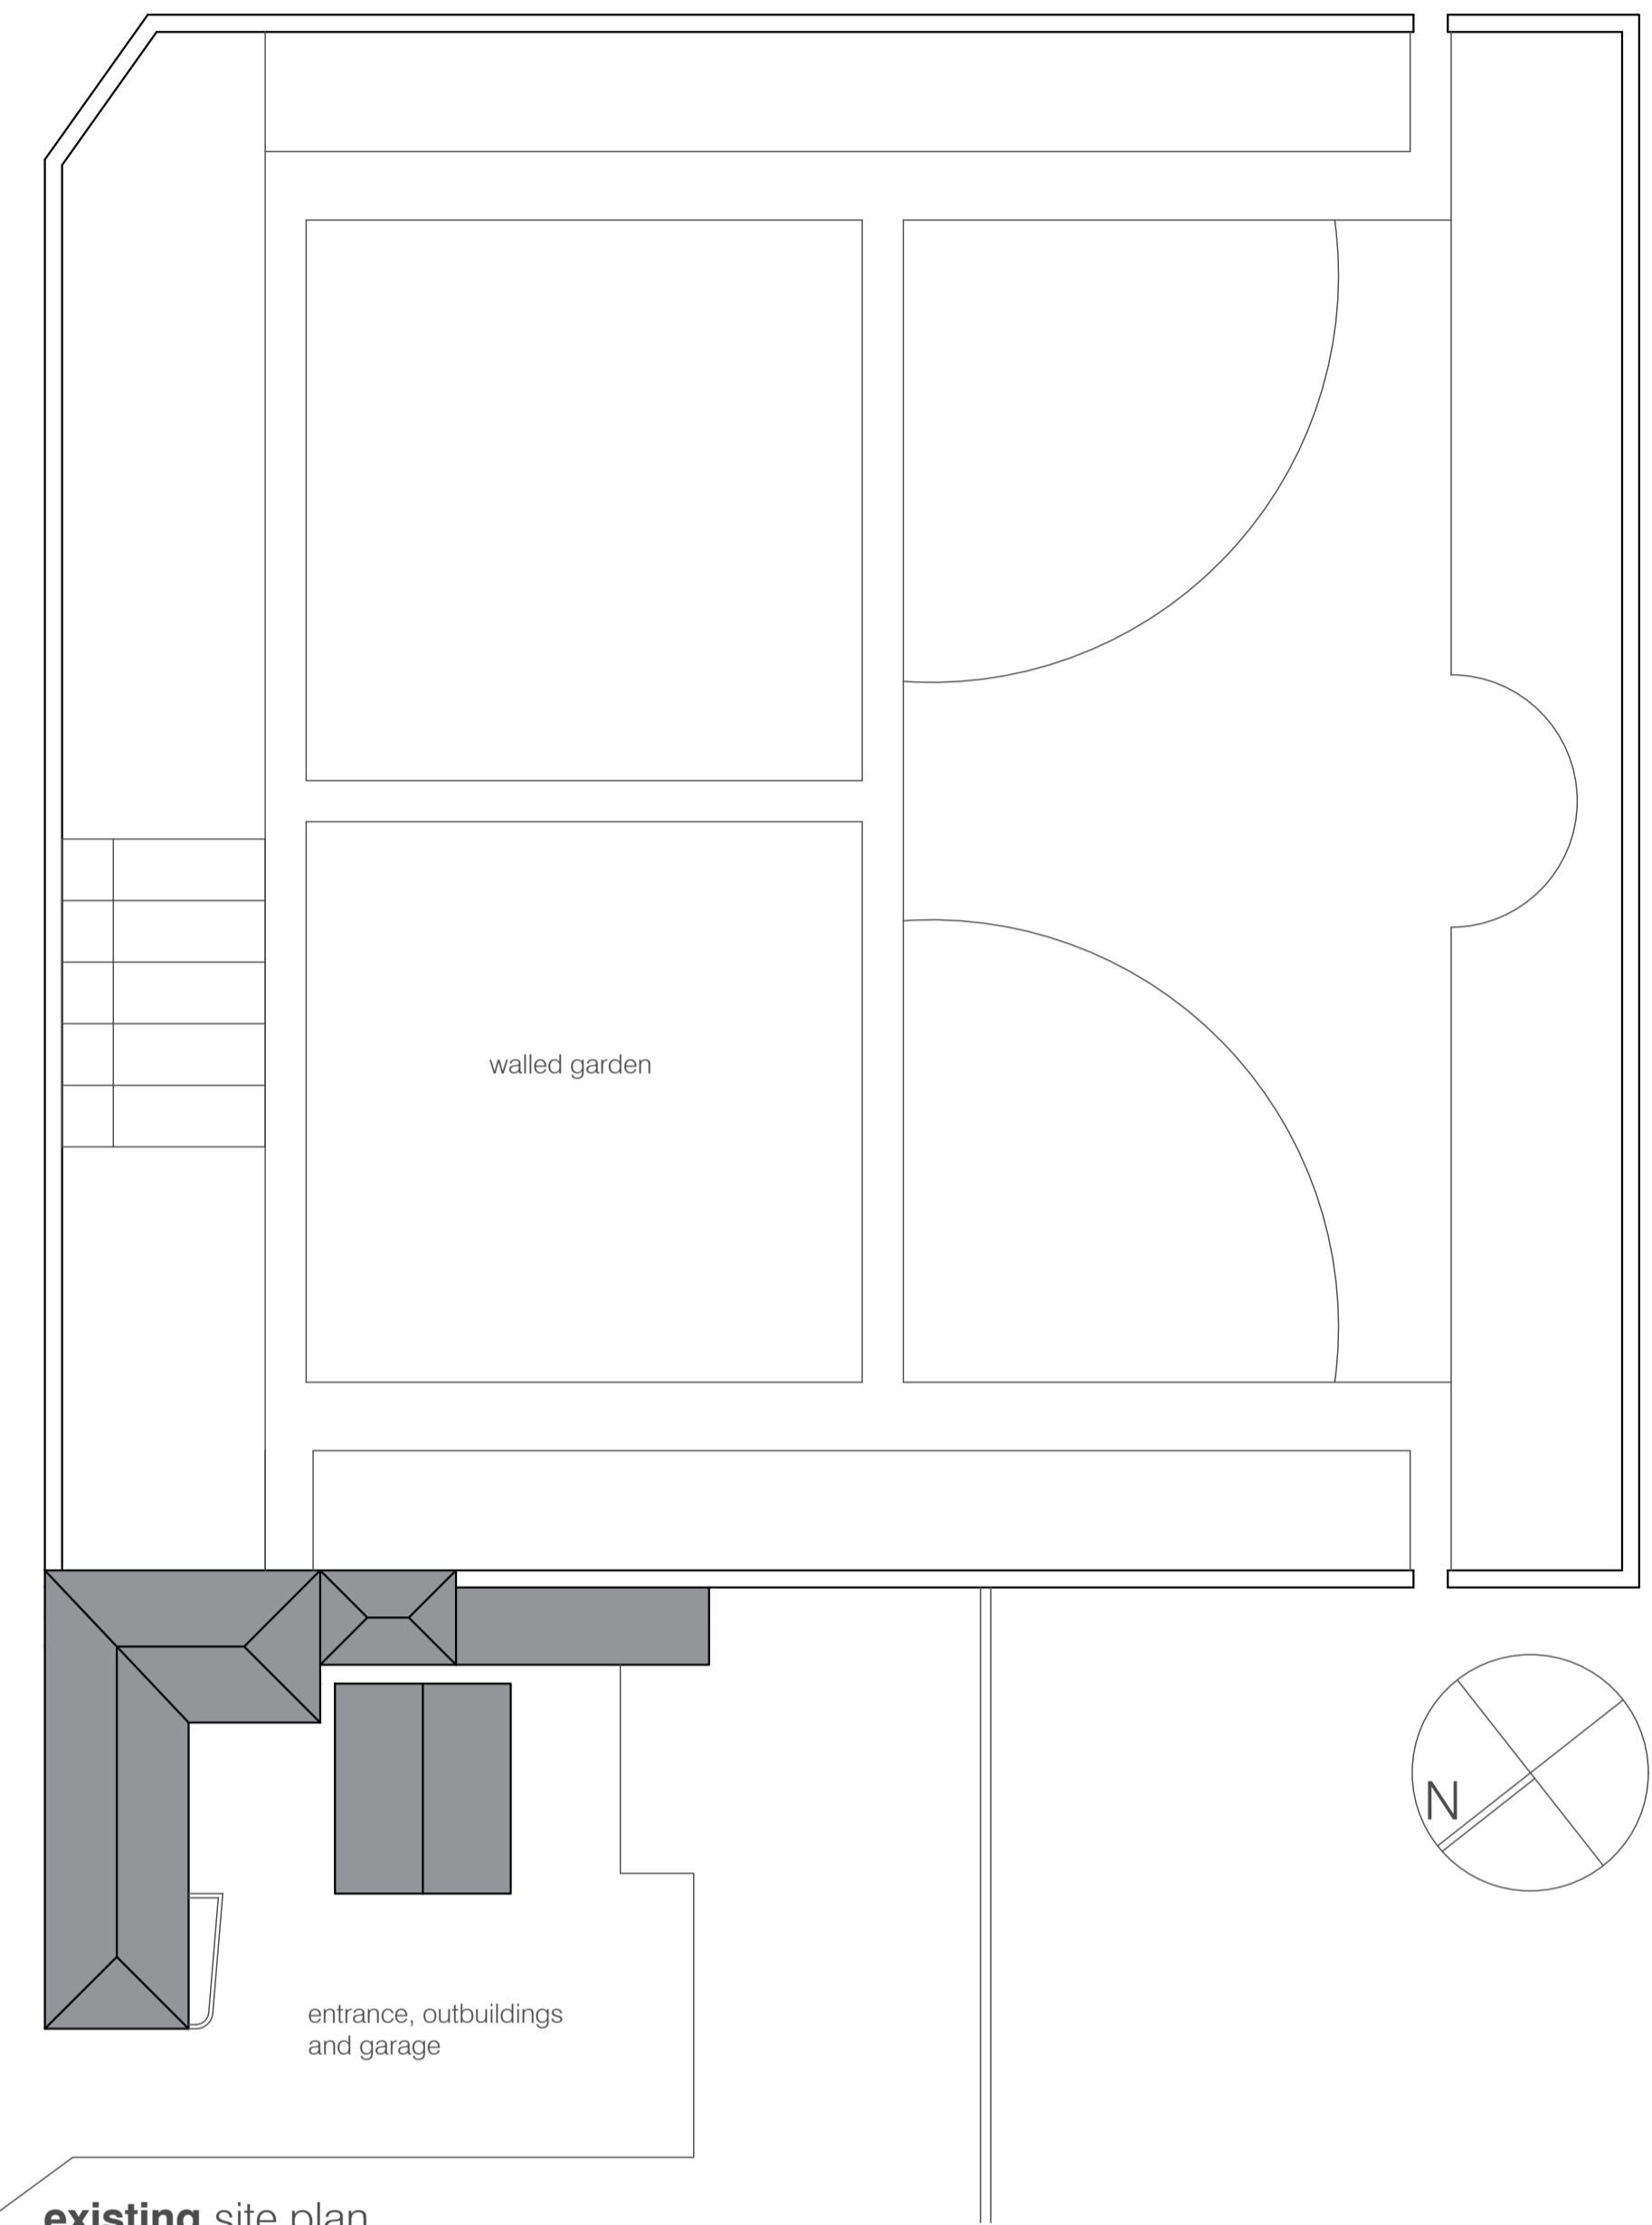 walled garden
N
entrance, outbuildings
and garage
existing site plan